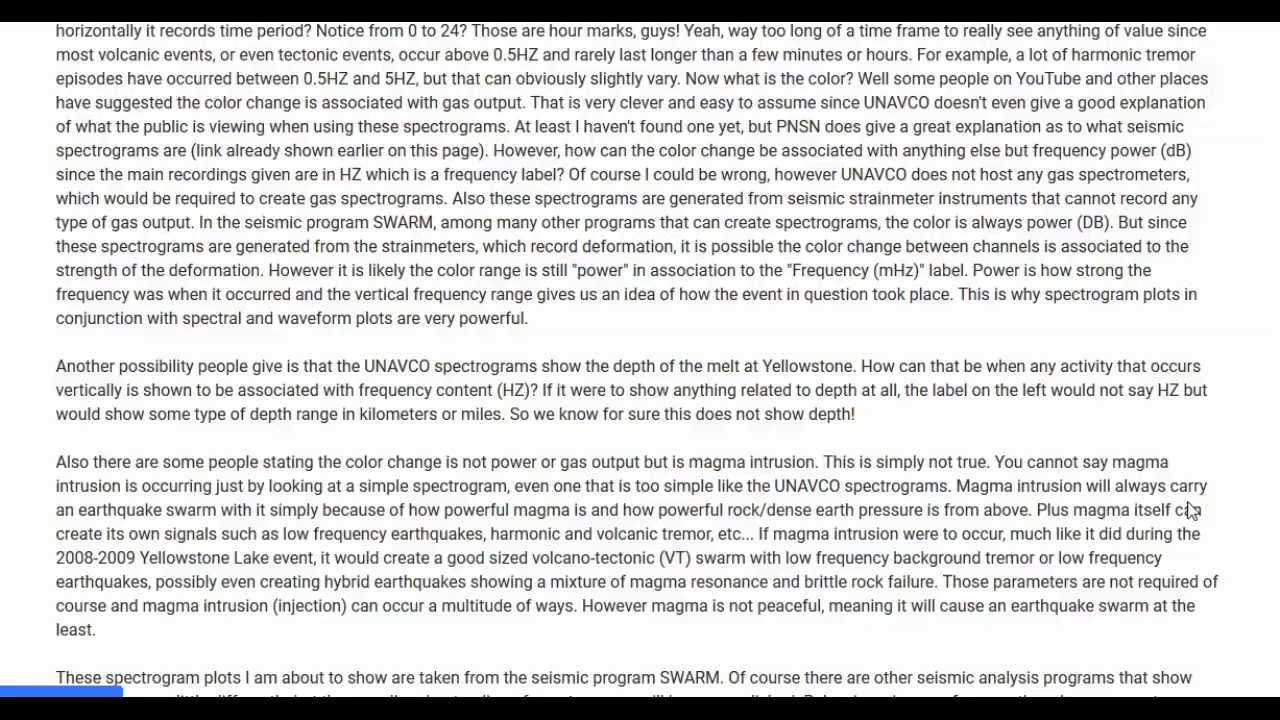 horizontally it records time period? Notice from 0 to 24? Those are hour marks, guys! Yeah, way too long of a time frame to really see anything of value since
most volcanic events, or even tectonic events, occur above 0.5HZ and rarely last longer than a few minutes or hours. For example, a lot of harmonic tremor
episodes have occurred between 0.5HZ and 5HZ, but that can obviously slightly vary. Now what is the color? Well some people on YouTube and other places
have suggested the color change is associated with gas output. That is very clever and easy to assume since UNAVCO doesn't even give a good explanation
of what the public is viewing when using these spectrograms. At least I haven't found one yet, but PNSN does give a great explanation as to what seismic
spectrograms are (link already shown earlier on this page). However, how can the color change be associated with anything else but frequency power (dB)
since the main recordings given are in HZ which is a frequency label? Of course I could be wrong, however UNAVCO does not host any gas spectrometers,
which would be required to create gas spectrograms. Also these spectrograms are generated from seismic strainmeter instruments that cannot record any
type of gas output. In the seismic program SWARM, among many other programs that can create spectrograms, the color is always power (DB). But since
these spectrograms are generated from the strainmeters, which record deformation, it is possible the color change between channels is associated to the
strength of the deformation. However it is likely the color range is still "power" in association to the "Frequency (mHz)" label. Power is how strong the
frequency was when it occurred and the vertical frequency range gives us an idea of how the event in question took place. This is why spectrogram plots in
conjunction with spectral and waveform plots are very powerful.
Another possibility people give is that the UNAVCO spectrograms show the depth of the melt at Yellowstone. How can that be when any activity that occurs
vertically is shown to be associated with frequency content (HZ)? If it were to show anything related to depth at all, the label on the left would not say HZ but
would show some type of depth range in kilometers or miles. So we know for sure this does not show depth!
Also there are some people stating the color change is not power or gas output but is magma intrusion. This is simply not true. You cannot say magma
intrusion is occurring just by looking at a simple spectrogram, even one that is too simple like the UNAVCO spectrograms. Magma intrusion will always carry
an earthquake swarm with it simply because of how powerful magma is and how powerful rock/dense earth pressure is from above. Plus magma itself can
create its own signals such as low frequency earthquakes, harmonic and volcanic tremor, etc... If magma intrusion were to occur, much like it did during the
2008-2009 Yellowstone Lake event, it would create a good sized volcano-tectonic (VT) swarm with low frequency background tremor or low frequency
earthquakes, possibly even creating hybrid earthquakes showing a mixture of magma resonance and brittle rock failure. Those parameters are not required of
course and magma intrusion (injection) can occur a multitude of ways. However magma is not peaceful, meaning it will cause an earthquake swarm at the
least.
These spectrogram plots I am about to show are taken from the seismic program SWARM. Of course there are other seismic analysis programs that show